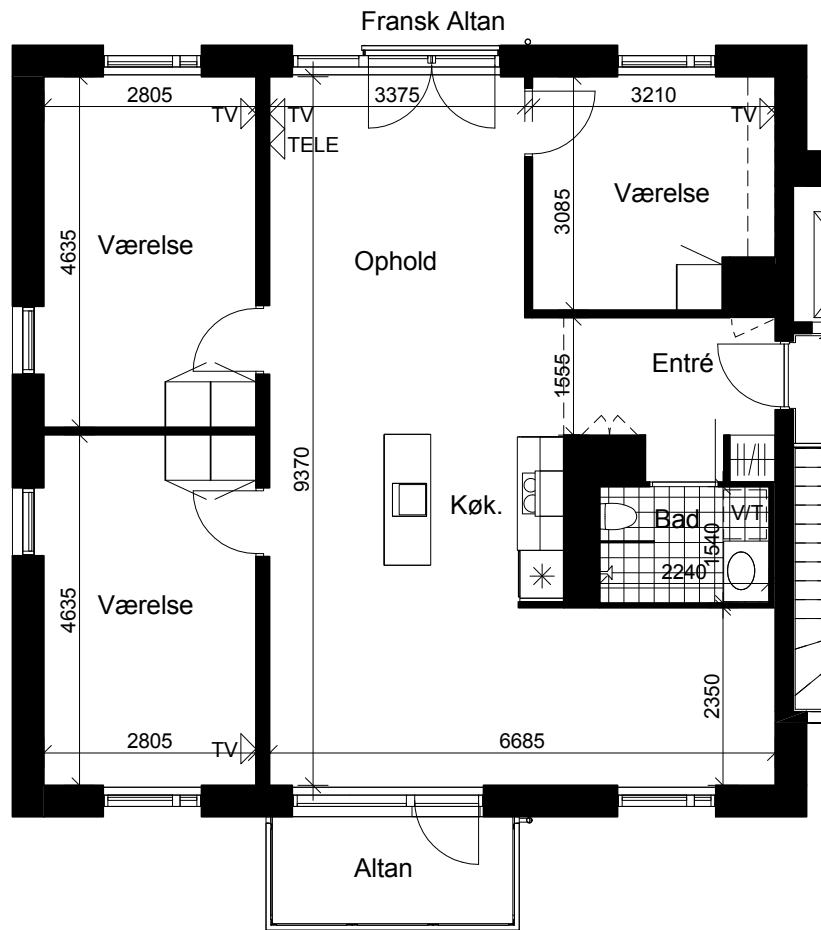 Fransk Altan
2805
3375
3210
TV
TV
TV
TELE
4635
Værelse
Ophold
3085
Værelse
1555
Entré
9370
Køk.
Bad
V/T
1540
2240
4635
Værelse
2350
2805
TV
6685
Altan